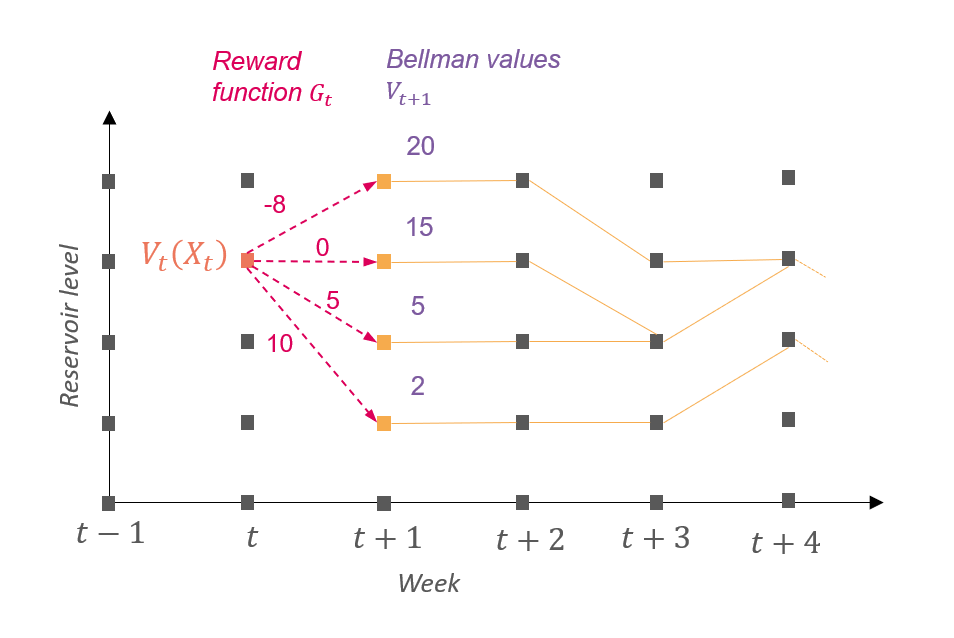 Reward
function G_t
Bellman values
V_{t+1}
20
-8
15
V_t(X_t)
0
5
5
10
2
Reservoir level
t − 1
t
t + 1
t + 2
t + 3
t + 4
Week